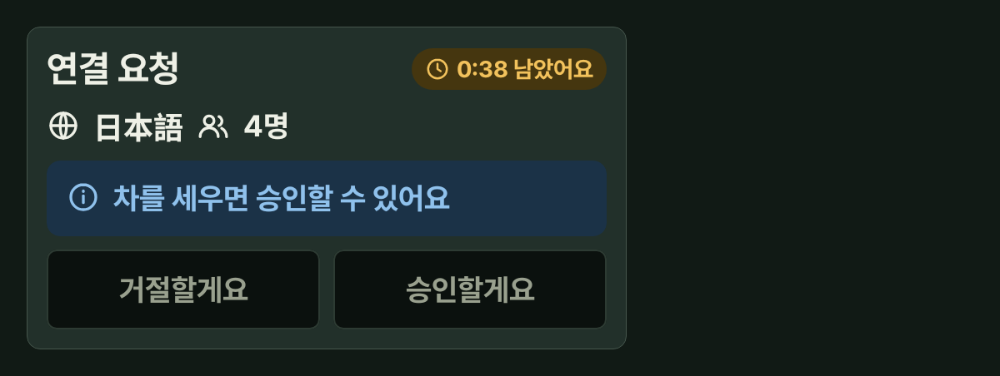 연결 요청
0:38 남았어요
日本語 4명
차를 세우면 승인할 수 있어요
거절할게요
승인할게요